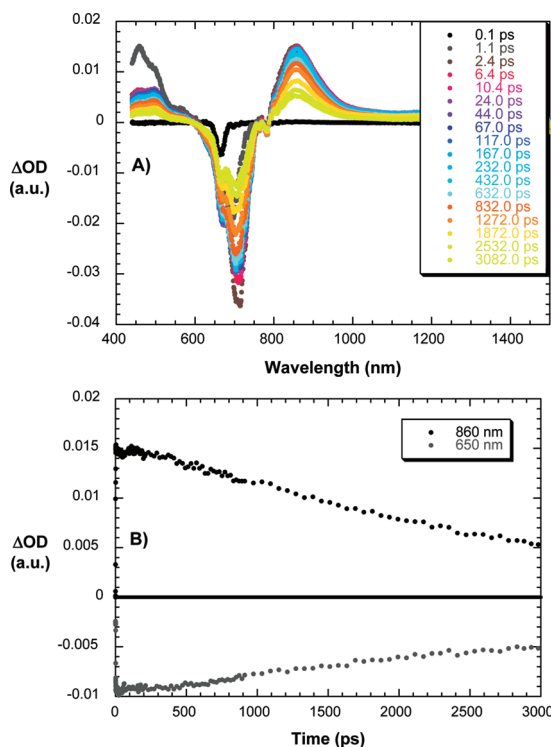 0.02
0.01
0
-0.01
-0.02
-0.03
-0.04
ΔOD
(a.u.)
A)
0.1 ps
1.1 ps
2.4 ps
6.4 ps
10.4 ps
24.0 ps
44.0 ps
67.0 ps
117.0 ps
167.0 ps
232.0 ps
432.0 ps
632.0 ps
832.0 ps
1272.0 ps
1872.0 ps
2532.0 ps
3082.0 ps
400 600 800 1000 1200 1400
Wavelength (nm)
0.02
0.015
0.01
0.005
0
-0.005
-0.01
ΔOD
(a.u.)
B)
860 nm
650 nm
0 500 1000 1500 2000 2500 3000
Time (ps)